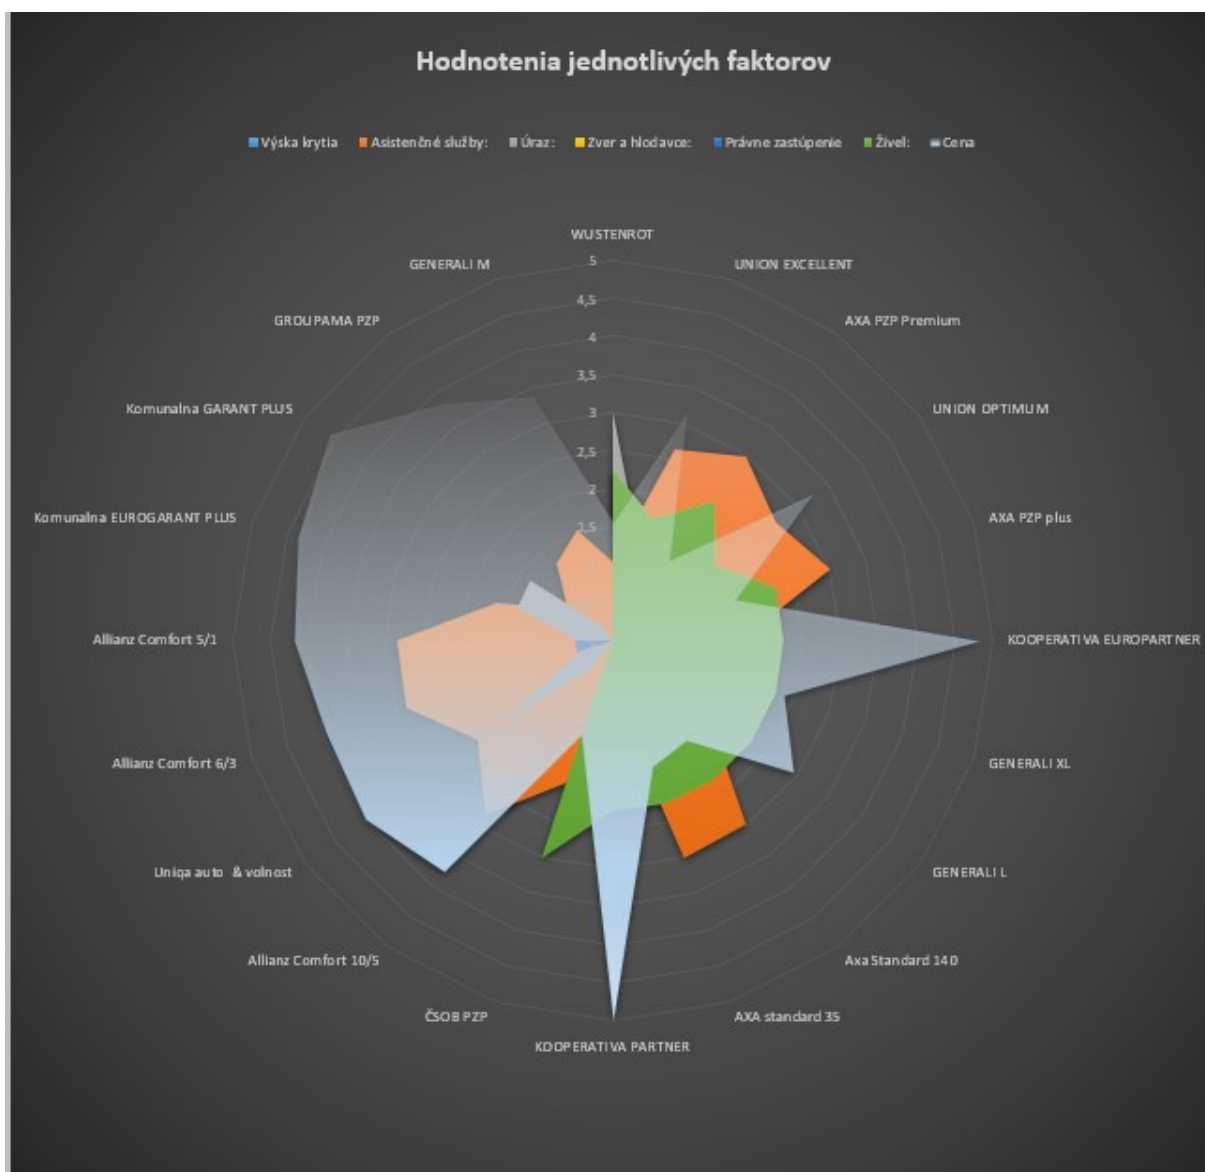 Hodnotenia jednotlivých faktorov
Výska krytia Asistenčné služby: Úraz: Zver a hlodavce: Právne zastúpenie Živel: Cena
WUSTENROT
GENERALI M
UNION EXCELLENT
5
4,5
4
3,5
3
2,5
2
1,5
GROUPAMA PZP
AXA PZP Premium
Komunalna GARANT PLUS
UNION OPTIMUM
Komunalna EUROGARANT PLUS
AXA PZP plus
Allianz Comfort 5/1
KOOPERATIVA EUROPARTNER
Allianz Comfort 6/3
GENERALI XL
Uniqa auto & volnost
GENERALI L
Allianz Comfort 10/5
Axa Standard 140
ČSOB PZP
AXA standard 35
KOOPERATIVA PARTNER